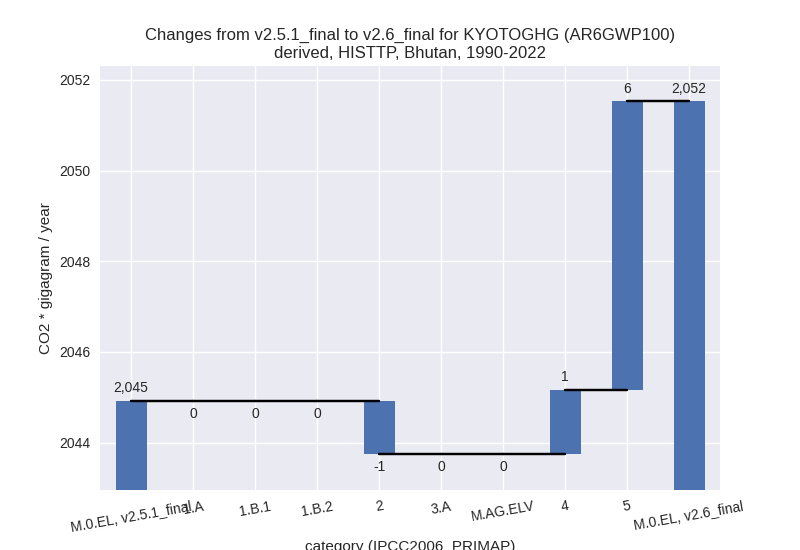 Changes from v2.5.1_final to v2.6_final for KYOTOGHG (AR6GWP100)
derived, HISTTP, Bhutan, 1990-2022
2052
2050
2048
2046
2044
CO2 * gigagram / year
2,045
0
0
0
-1
0
0
1
6
2,052
M.0.EL, v2.5.1_final
1.A
1.B.1
1.B.2
2
3.A
M.AG.ELV
4
5
M.0.EL, v2.6_final
category (IPCC2006_PRIMAP)